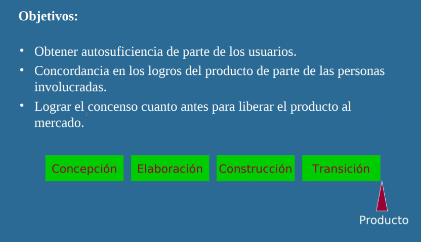 Objetivos:
• Obtener autosuficiencia de parte de los usuarios.
• Concordancia en los logros del producto de parte de las personas
involucradas.
• Lograr el concenso cuanto antes para liberar el producto al
mercado.
Concepción Elaboración Construcción Transición
Producto